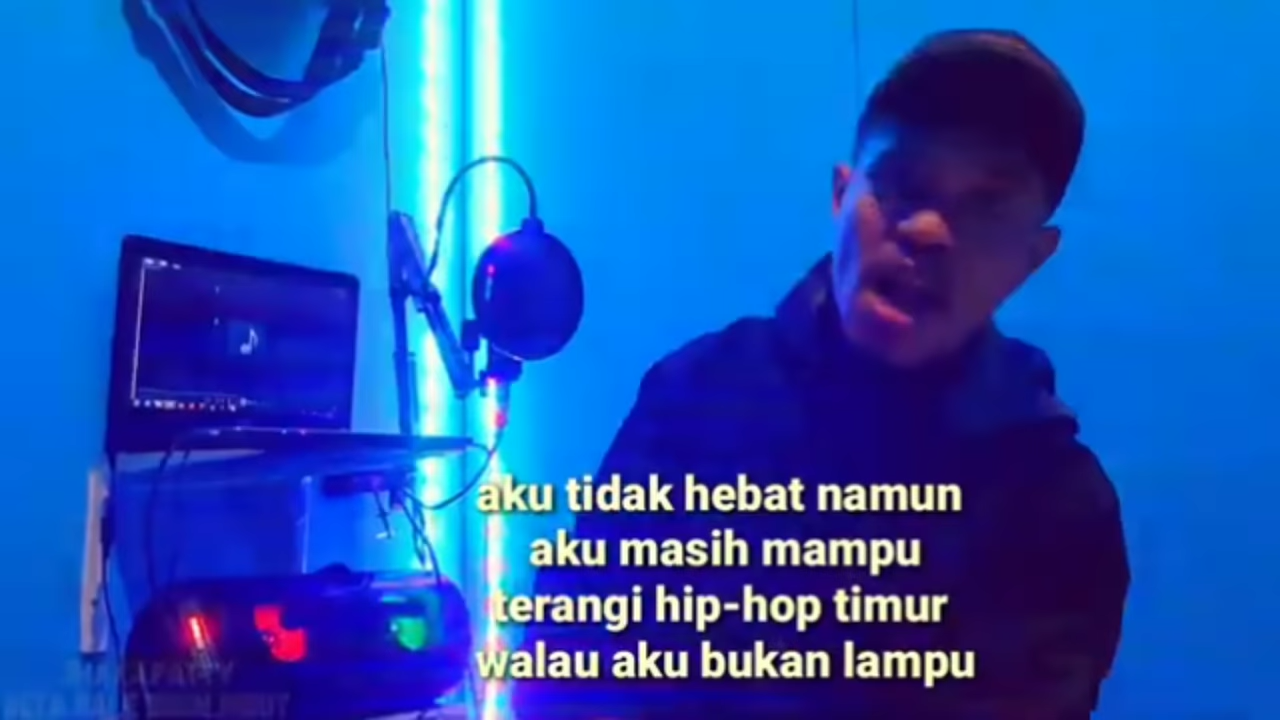 aku tidak hebat namun
aku masih mampu
terangi hip-hop timur
walau aku bukan lampu